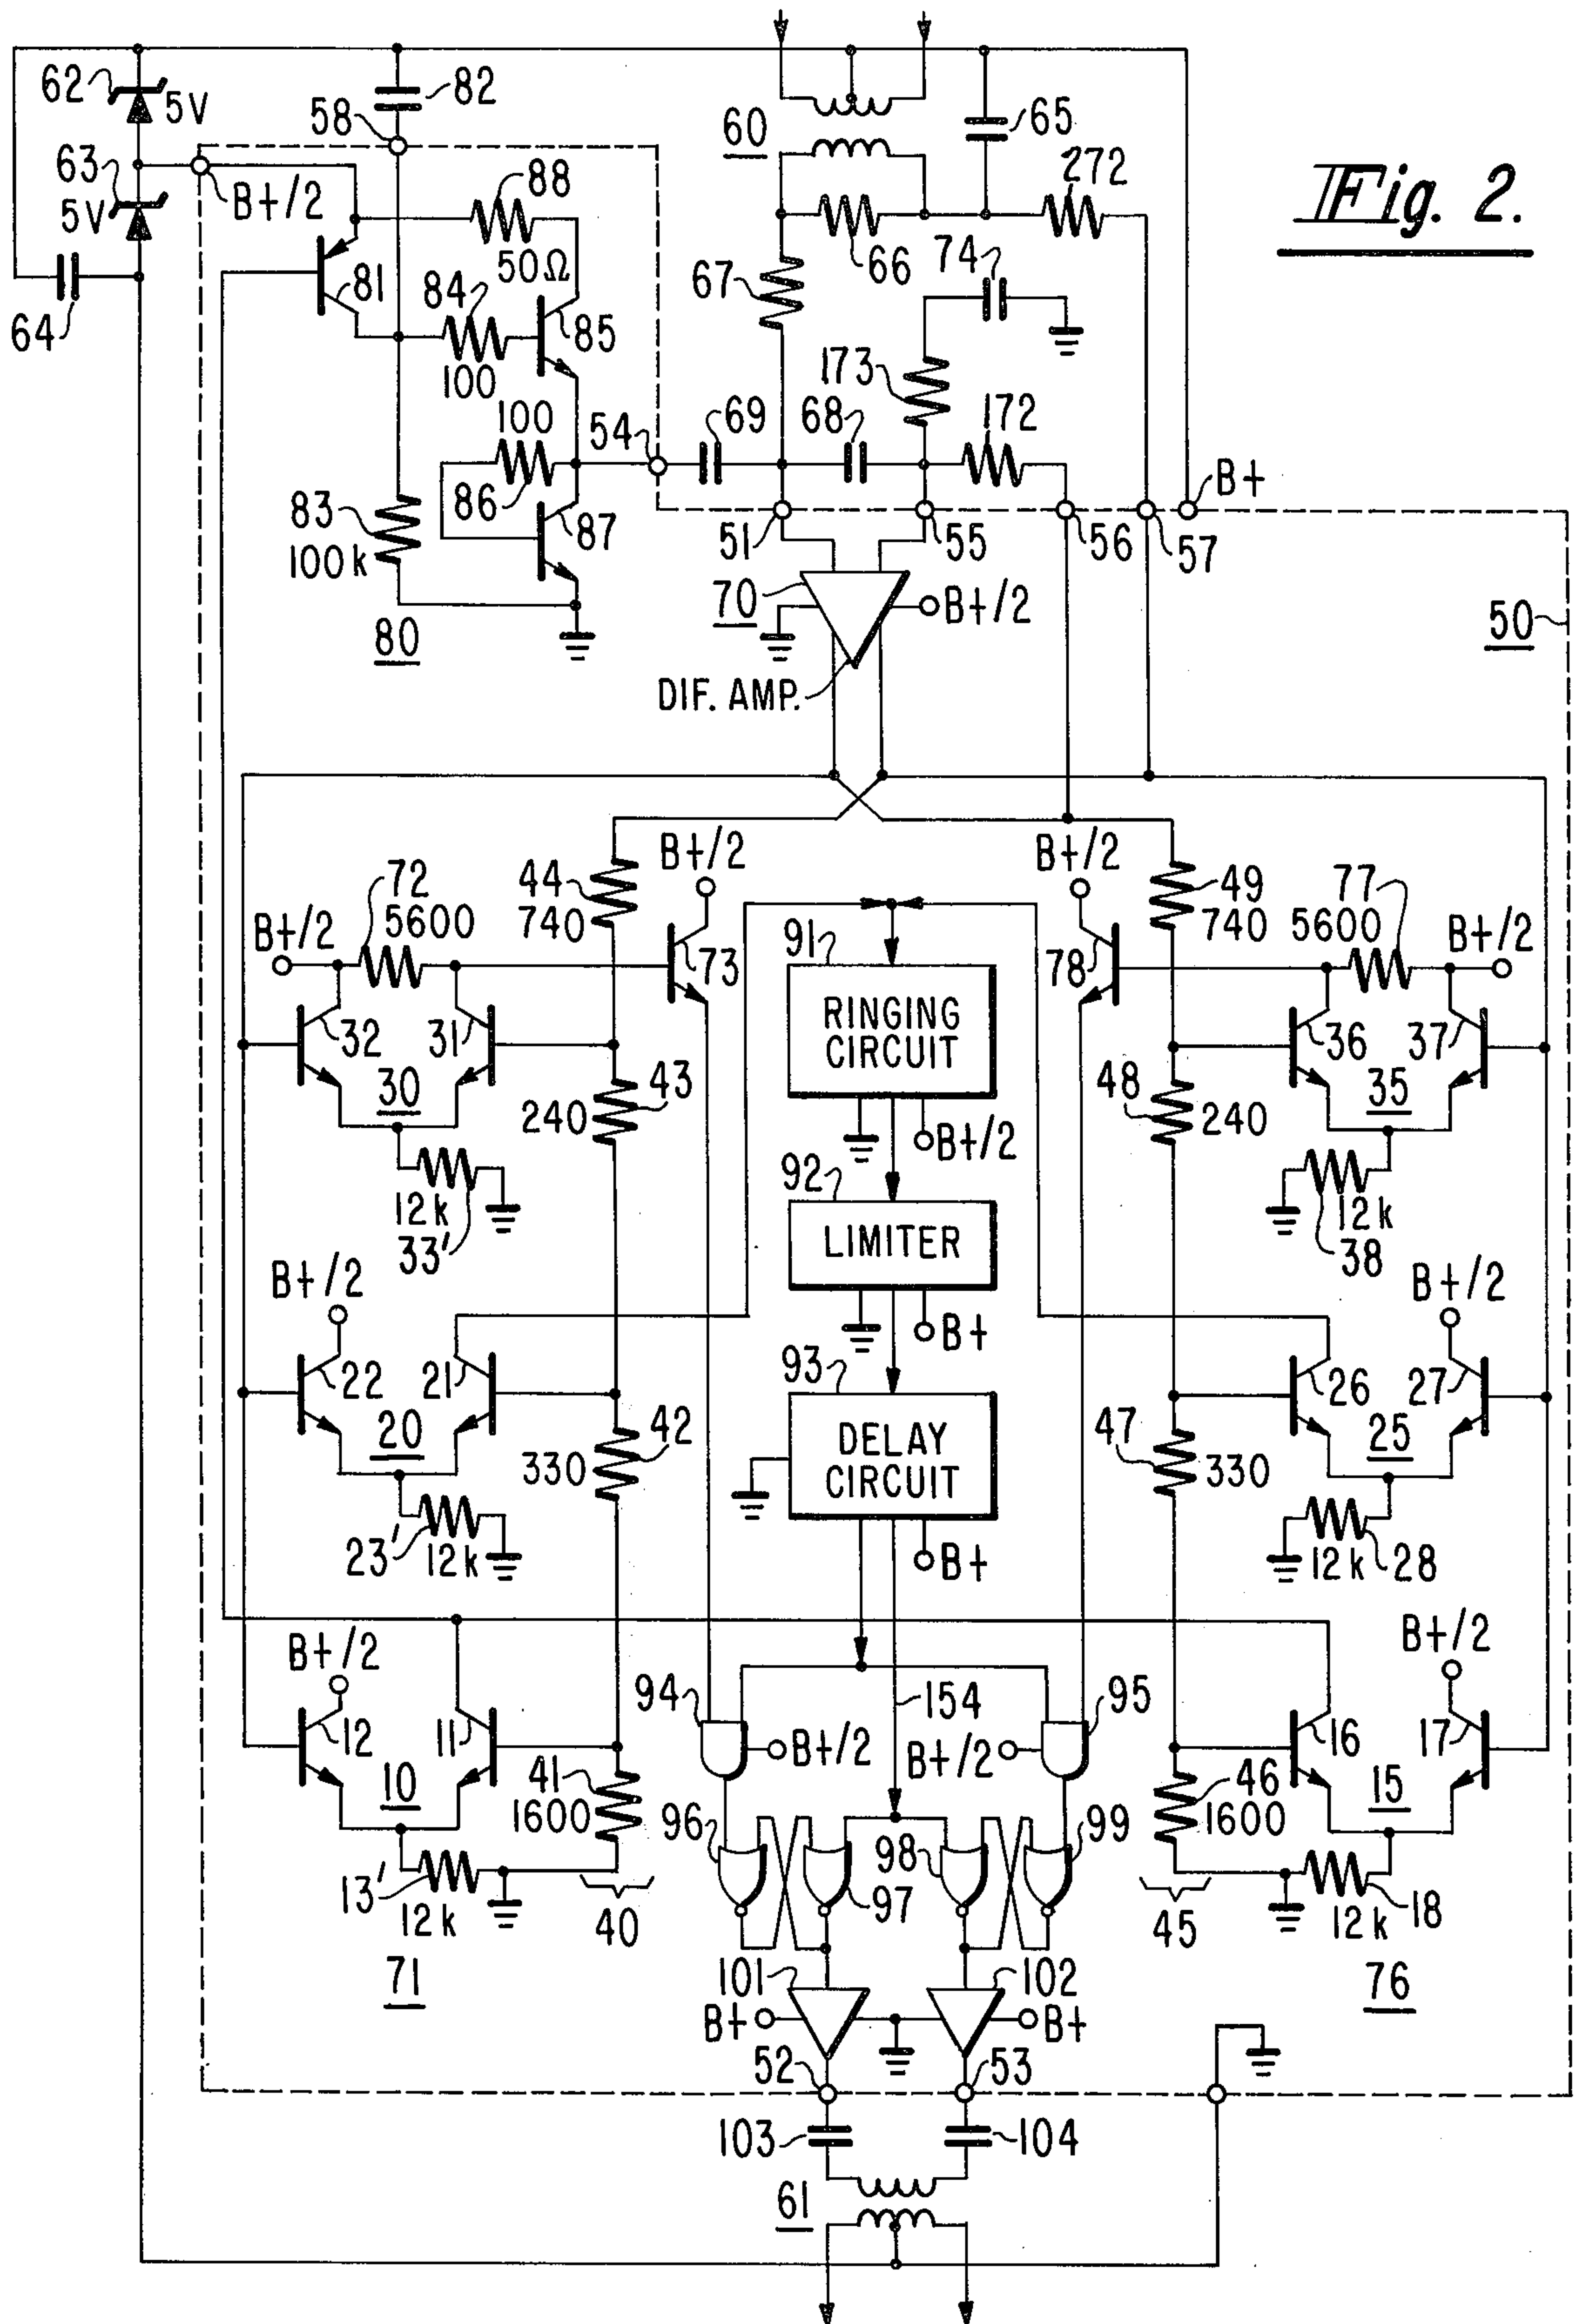 Fig. 2.
62
5V
82
58
60
65
63
5V
B+/2
88
50Ω
272
66
74
67
81
84
100
85
64
173
100
54
69
68
172
B+
86
83
100k
87
51
55
56
57
70
B+/2
50
80
DIF. AMP.
B+/2
B+/2
72
5600
44
740
49
740
77
5600
B+/2
B+/2
91
73
78
RINGING
CIRCUIT
32
31
36
37
30
43
48
35
240
240
B+/2
92
12k
33'
12k
38
LIMITER
B+/2
B+/2
B+
93
22
21
26
27
20
42
47
25
330
330
DELAY
CIRCUIT
23'
12k
12k
28
B+
B+/2
B+/2
94
154
95
12
11
B+/2
B+/2
16
17
10
41
1600
46
1600
15
96
98
99
97
13'
12k
40
45
12k
18
71
101
102
76
B+
B+
52
53
103
104
61